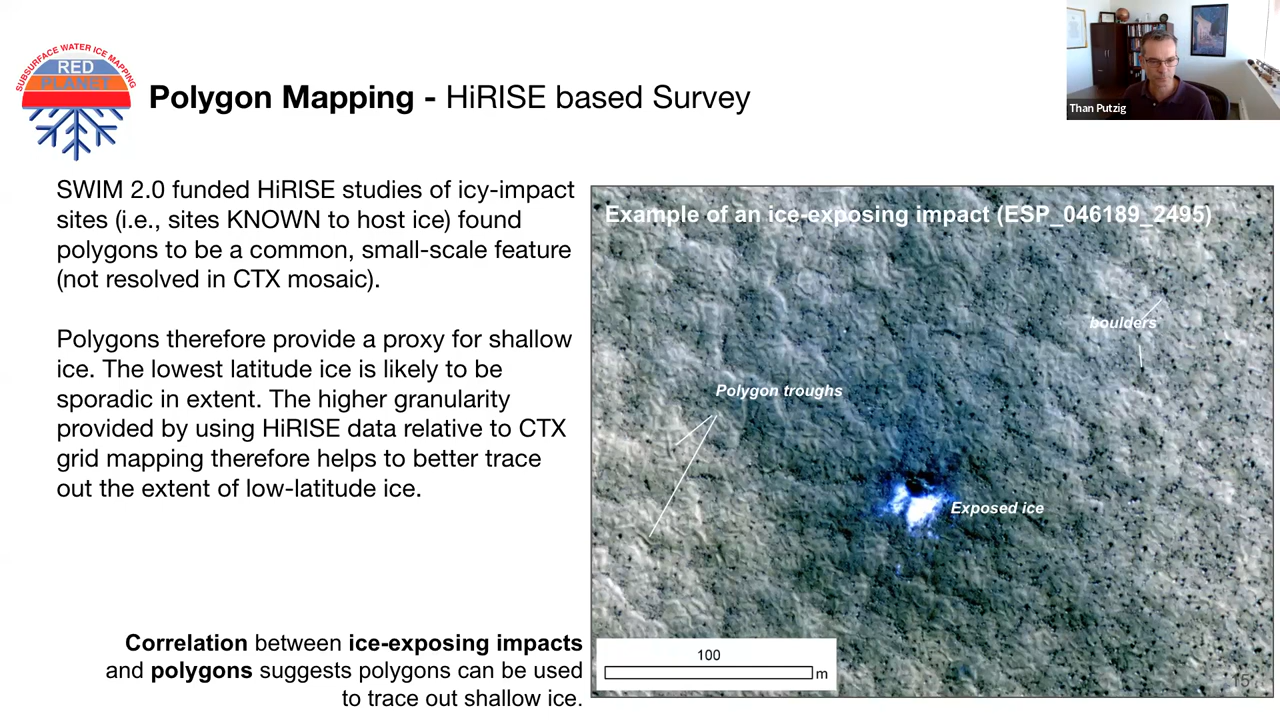 SUBSURFACE WATER ICE MAPPING
RED
PLANET
Polygon Mapping - HiRISE based Survey
Than Putzig
SWIM 2.0 funded HiRISE studies of icy-impact
sites (i.e., sites KNOWN to host ice) found
polygons to be a common, small-scale feature
(not resolved in CTX mosaic).
Polygons therefore provide a proxy for shallow
ice. The lowest latitude ice is likely to be
sporadic in extent. The higher granularity
provided by using HiRISE data relative to CTX
grid mapping therefore helps to better trace
out the extent of low-latitude ice.
Correlation between ice-exposing impacts
and polygons suggests polygons can be used
to trace out shallow ice.
Example of an ice-exposing impact (ESP_046189_2495)
boulders
Polygon troughs
Exposed ice
100
m
15